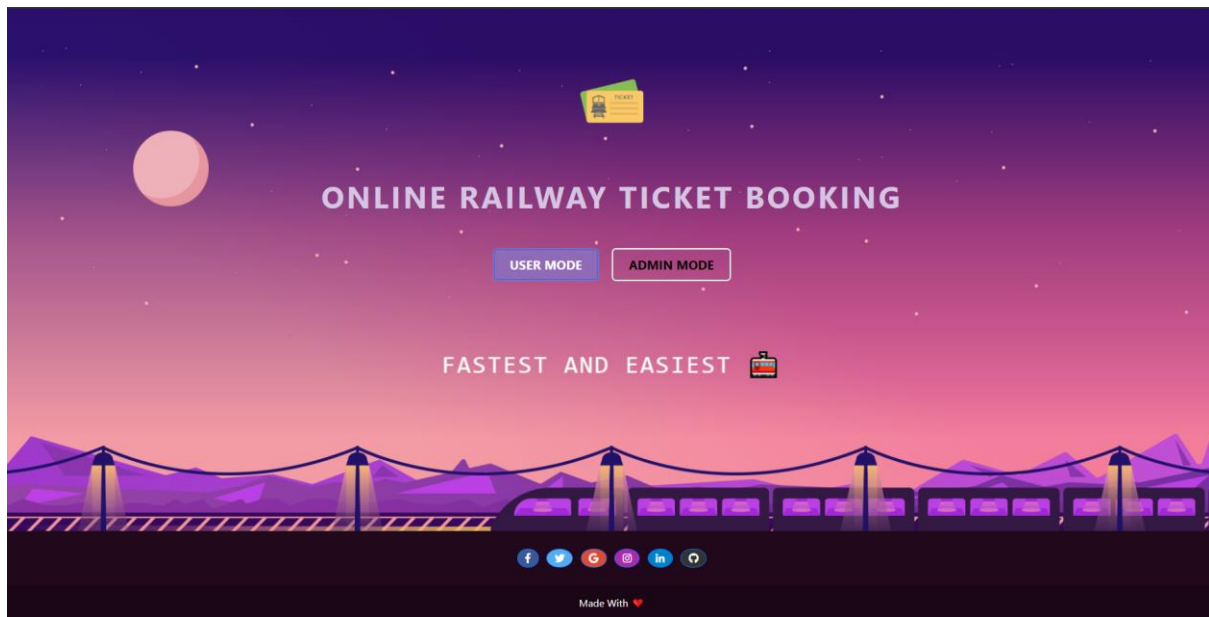 TICKET
ONLINE RAILWAY TICKET BOOKING
USER MODE ADMIN MODE
FASTEST AND EASIEST
Made With